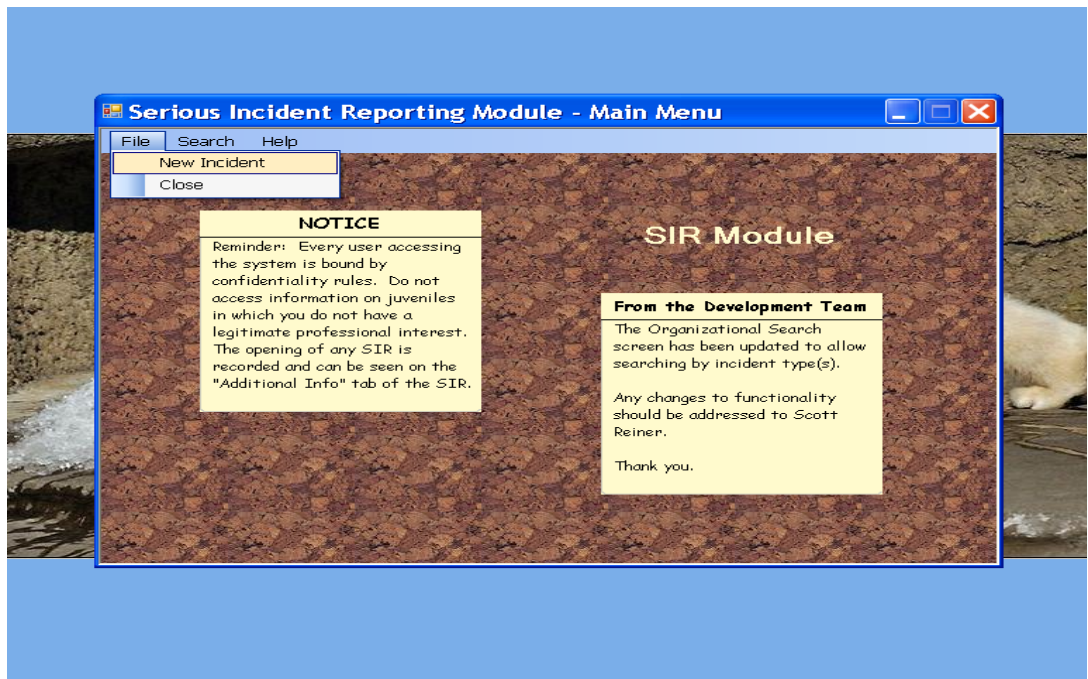 Serious Incident Reporting Module - Main Menu
File Search Help
New Incident
Close
NOTICE
Reminder: Every user accessing
the system is bound by
confidentiality rules. Do not
access information on juveniles
in which you do not have a
legitimate professional interest.
The opening of any SIR is
recorded and can be seen on the
"Additional Info" tab of the SIR.
SIR Module
From the Development Team
The Organizational Search
screen has been updated to allow
searching by incident type(s).
Any changes to functionality
should be addressed to Scott
Reiner.
Thank you.